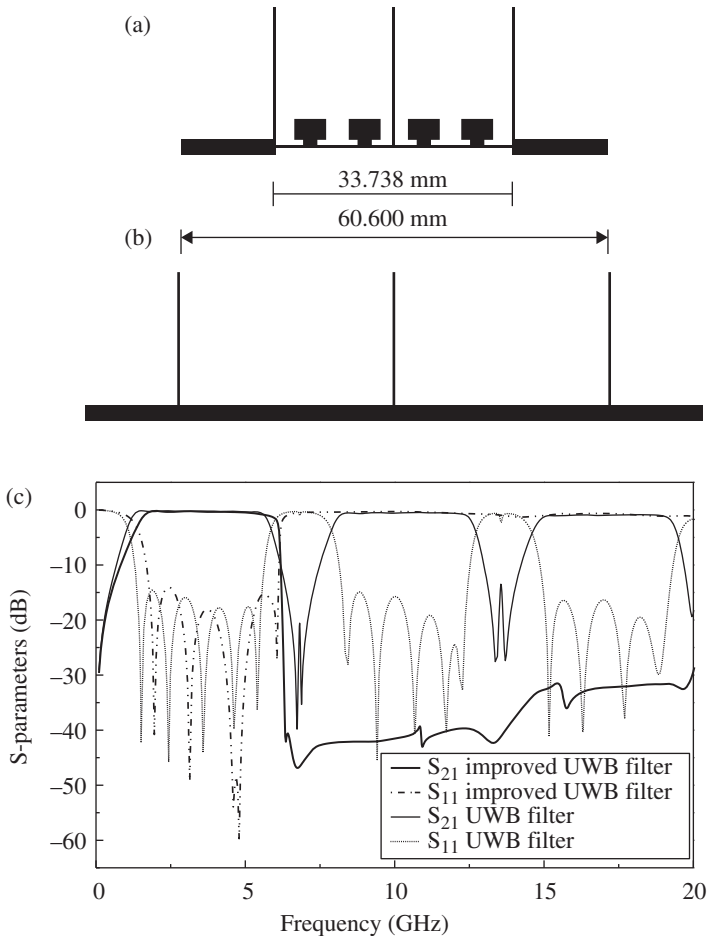 (a)
33.738 mm
60.600 mm
(b)
(c)
0
−10
−20
−30
−40
−50
−60
S-parameters (dB)
S21 improved UWB filter
S11 improved UWB filter
S21 UWB filter
S11 UWB filter
0 5 10 15 20
Frequency (GHz)